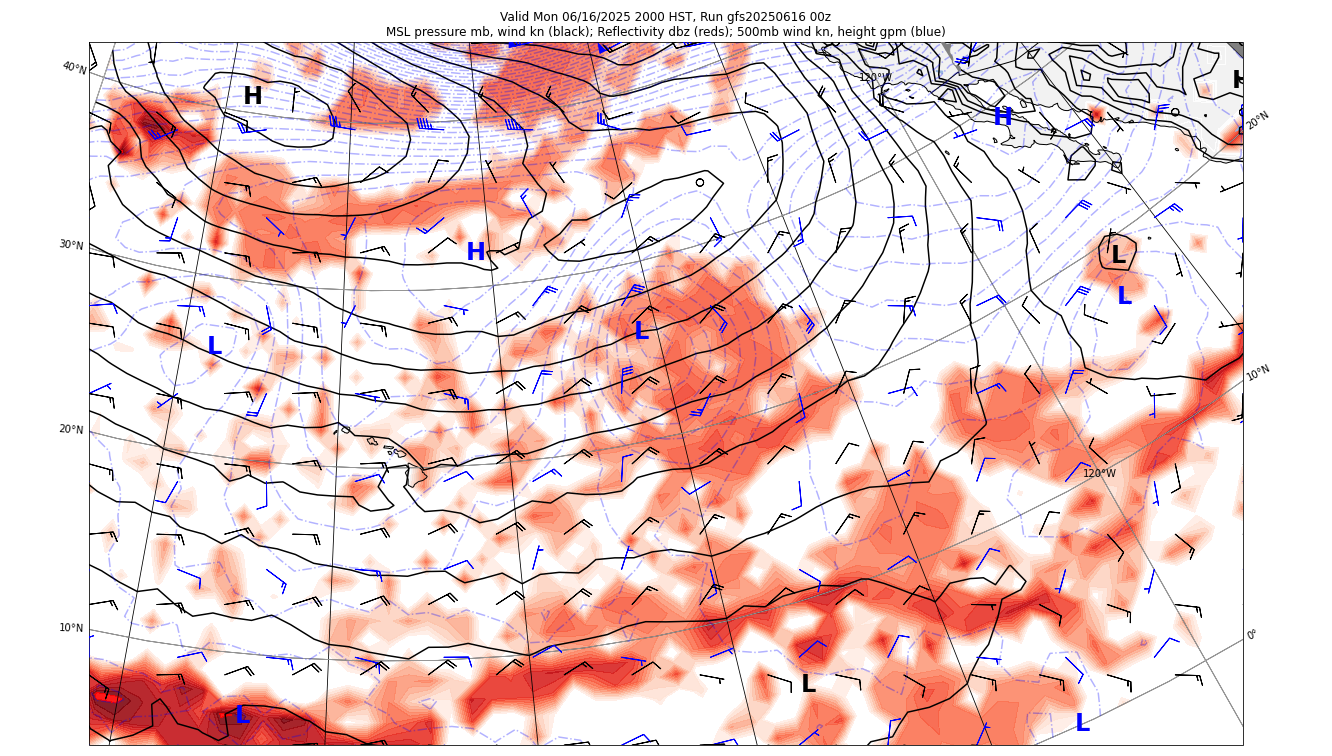 Valid Mon 06/16/2025 2000 HST, Run gfs20250616 00z
MSL pressure mb, wind kn (black); Reflectivity dbz (reds); 500mb wind kn, height gpm (blue)
40°N
120°W
H
H
H
20°N
30°N
H
L
L
L
L
10°N
20°N
120°W
10°N
0°
L
L
L